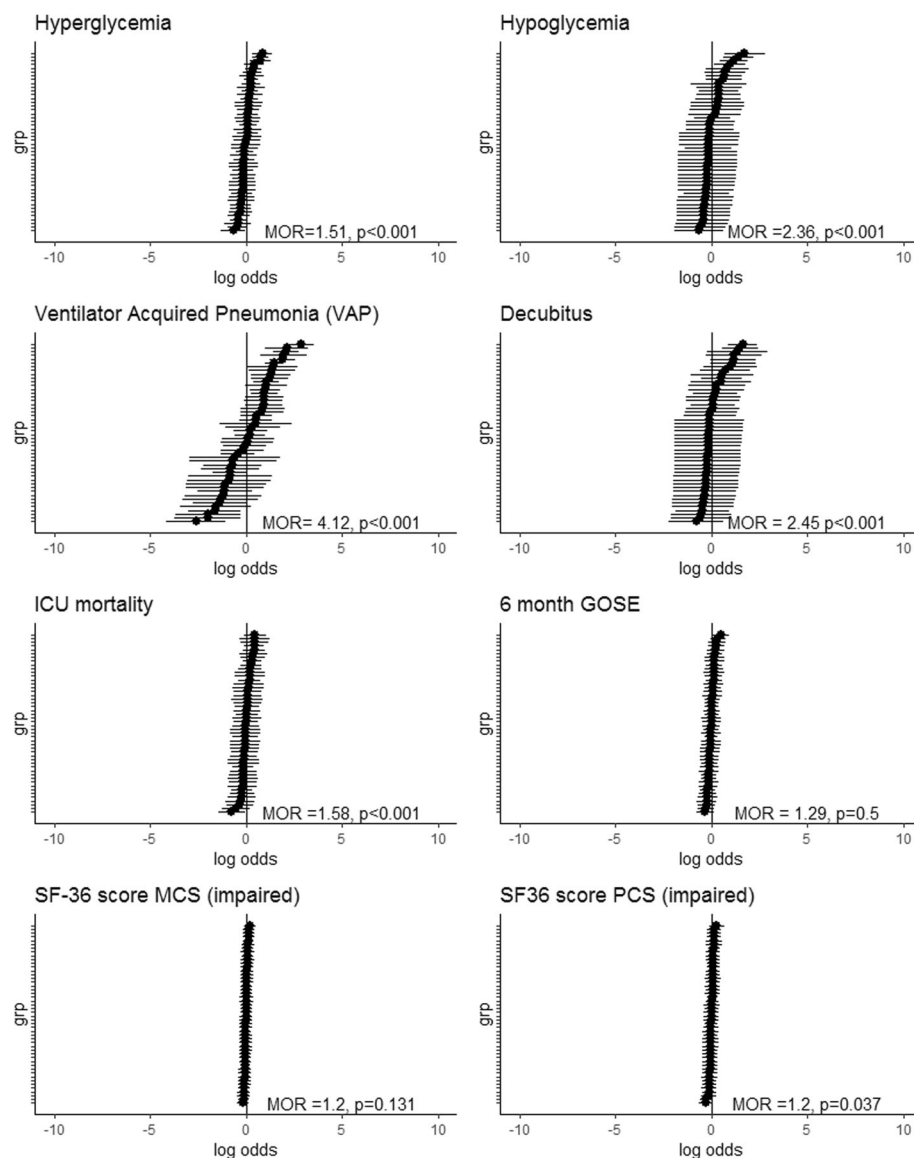 Hyperglycemia
Hypoglycemia
grp
grp
MOR=1.51, p<0.001
MOR =2.36, p<0.001
-10 -5 0 5 10
-10 -5 0 5 10
log odds
log odds
Ventilator Acquired Pneumonia (VAP)
Decubitus
grp
grp
MOR= 4.12, p<0.001
MOR = 2.45 p<0.001
-10 -5 0 5 10
-10 -5 0 5 10
log odds
log odds
ICU mortality
6 month GOSE
grp
grp
MOR =1.58, p<0.001
MOR = 1.29, p=0.5
-10 -5 0 5 10
-10 -5 0 5 10
log odds
log odds
SF-36 score MCS (impaired)
SF36 score PCS (impaired)
grp
grp
MOR =1.2, p=0.131
MOR =1.2, p=0.037
-10 -5 0 5 10
-10 -5 0 5 10
log odds
log odds